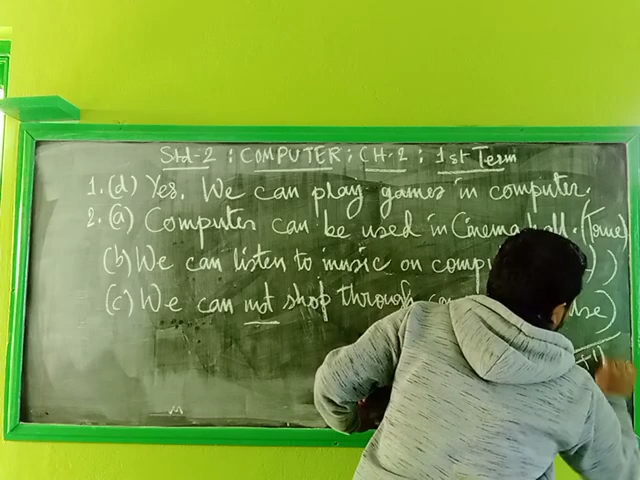 Std-2 : COMPUTER : CH-2 : 1st Term
1. (d) Yes. We can play games in computer.
2. (a) Computer can be used in Cinema hall. (True)
(b) We can listen to music on )
(c) We can not shop through )